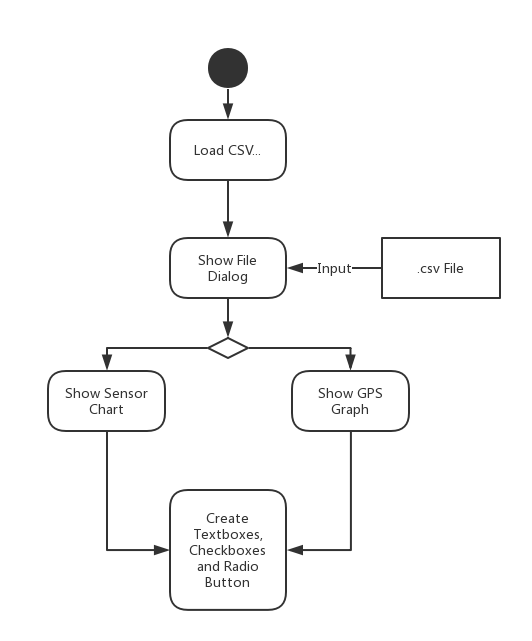 Load CSV...
Show File
Dialog
Input
.csv File
Show Sensor
Chart
Show GPS
Graph
Create
Textboxes,
Checkboxes
and Radio
Button